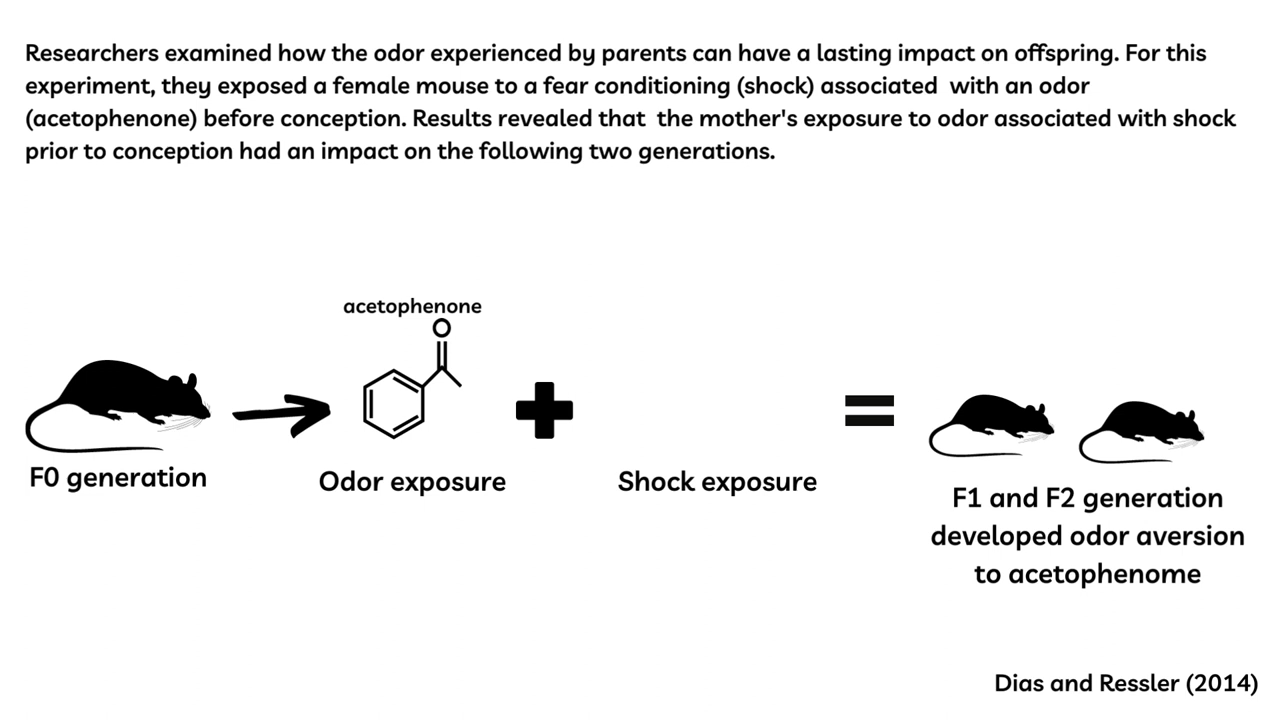 Researchers examined how the odor experienced by parents can have a lasting impact on offspring. For this
experiment, they exposed a female mouse to a fear conditioning (shock) associated  with an odor
(acetophenone) before conception. Results revealed that  the mother's exposure to odor associated with shock
prior to conception had an impact on the following two generations.
acetophenone
O
F0 generation
Odor exposure
Shock exposure
F1 and F2 generation
developed odor aversion
to acetophenome
Dias and Ressler (2014)